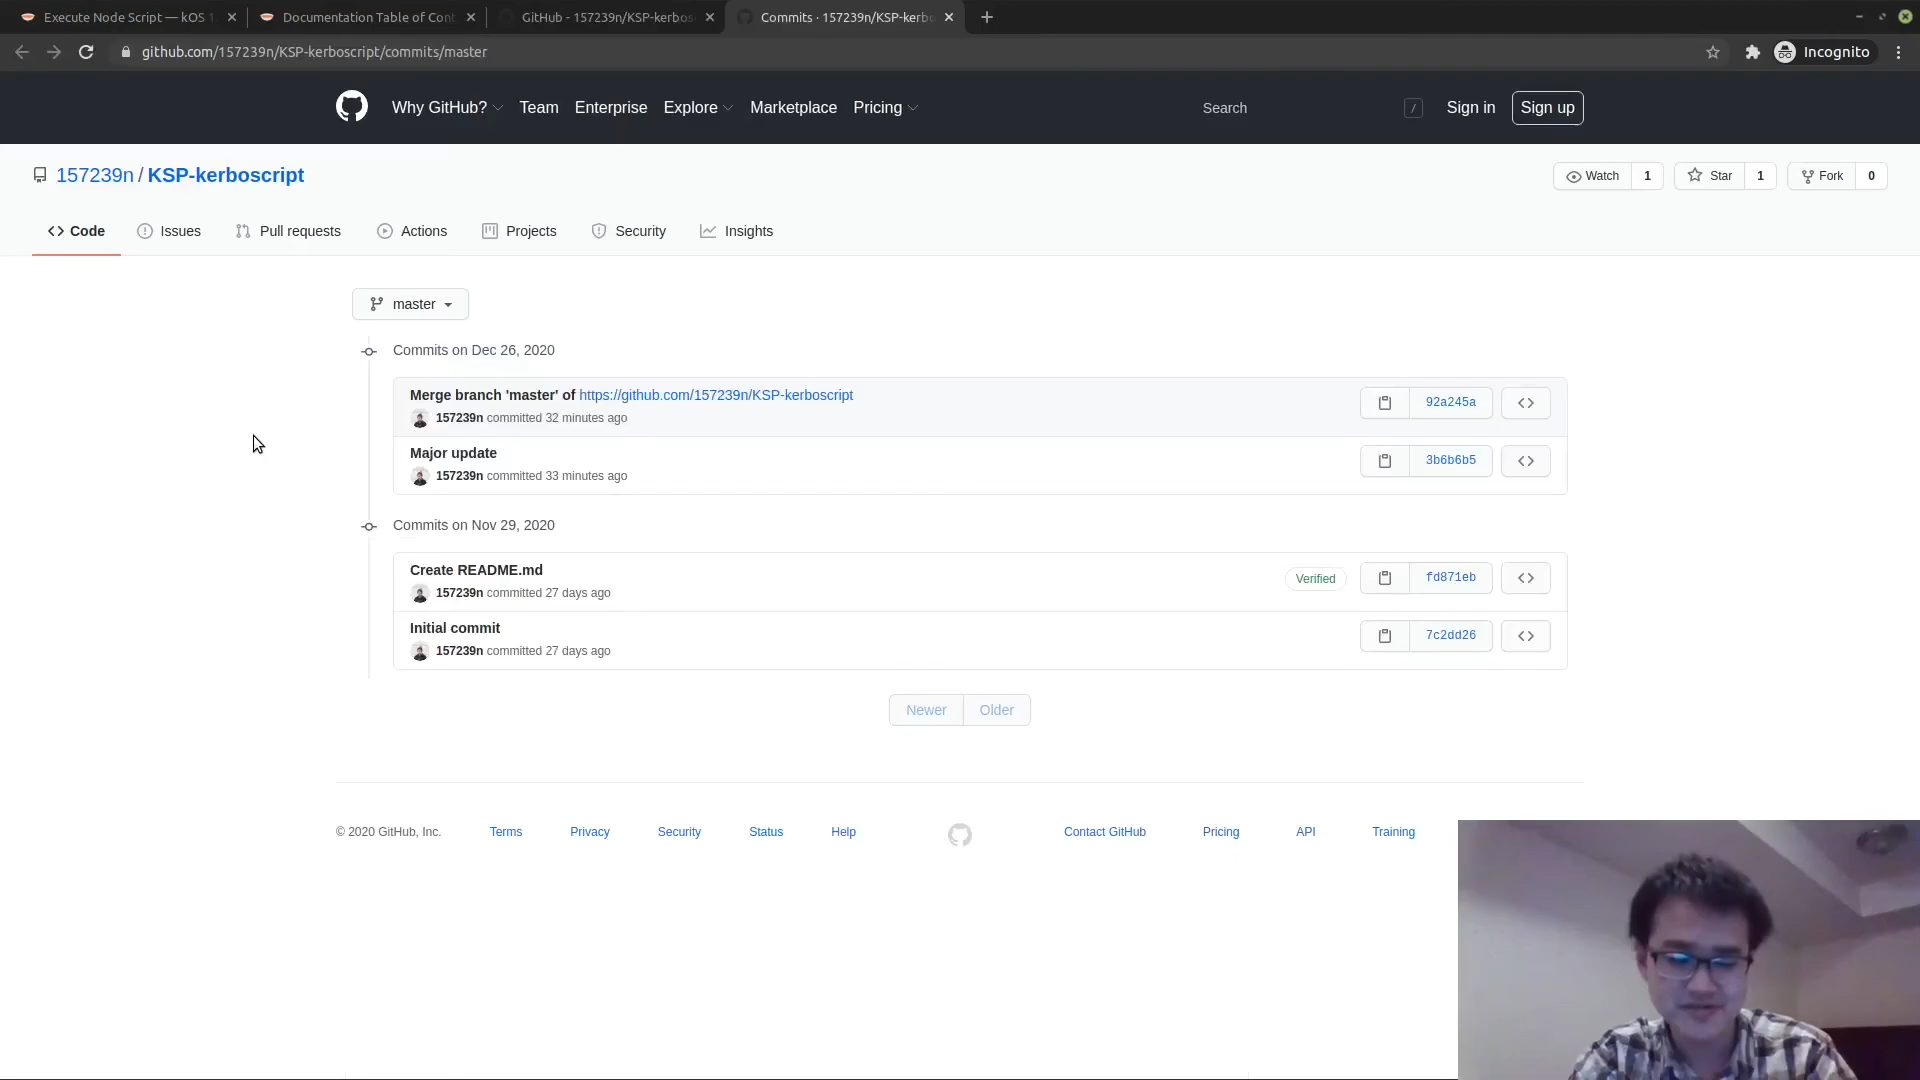 Execute Node Script — kOS 1
Documentation Table of Cont
GitHub - 157239n/KSP-kerbos
Commits · 157239n/KSP-kerbo
github.com/157239n/KSP-kerboscript/commits/master
Incognito
Why GitHub? Team Enterprise Explore Marketplace Pricing
Search /
Sign in Sign up
157239n / KSP-kerboscript
Watch 1 Star 1 Fork 0
Code Issues Pull requests Actions Projects Security Insights
master
Commits on Dec 26, 2020
Merge branch 'master' of https://github.com/157239n/KSP-kerboscript
157239n committed 32 minutes ago
92a245a
Major update
157239n committed 33 minutes ago
3b6b6b5
Commits on Nov 29, 2020
Create README.md
157239n committed 27 days ago
Verified fd871eb
Initial commit
157239n committed 27 days ago
7c2dd26
Newer Older
© 2020 GitHub, Inc. Terms Privacy Security Status Help Contact GitHub Pricing API Training